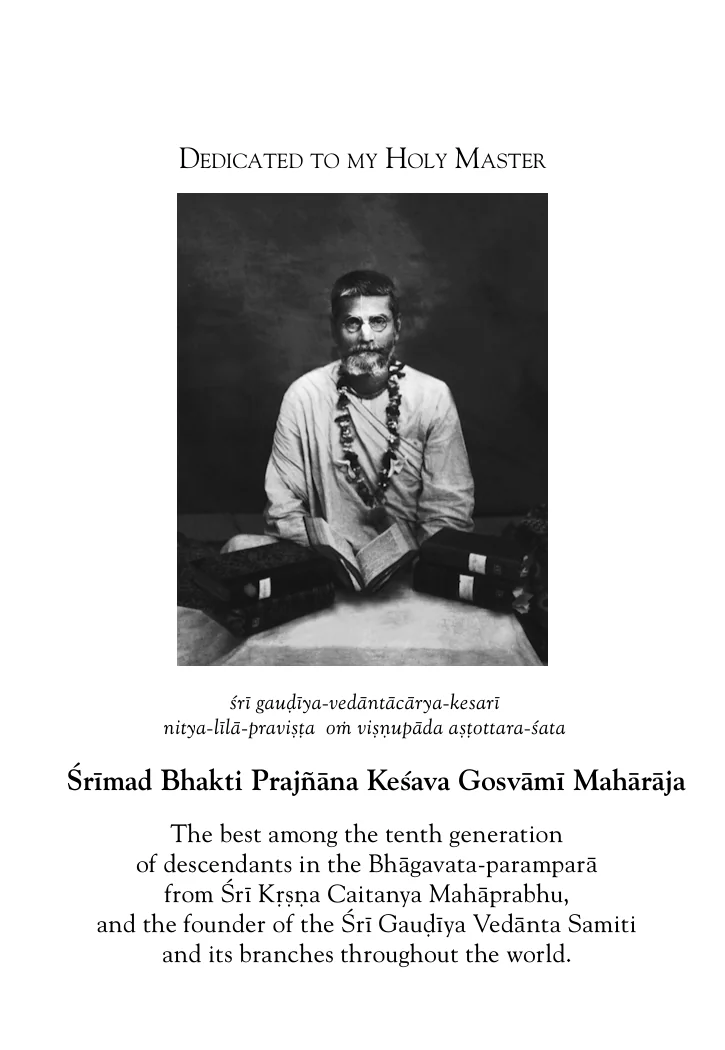 Dedicated to my Holy Master
śrī gauḍīya-vedāntācārya-kesarī
nitya-līlā-praviṣṭa oṁ viṣṇupāda aṣṭottara-śata
Śrīmad Bhakti Prajñāna Keśava Gosvāmī Mahārāja
The best among the tenth generation
of descendants in the Bhāgavata-paramparā
from Śrī Kṛṣṇa Caitanya Mahāprabhu,
and the founder of the Śrī Gauḍīya Vedānta Samiti
and its branches throughout the world.